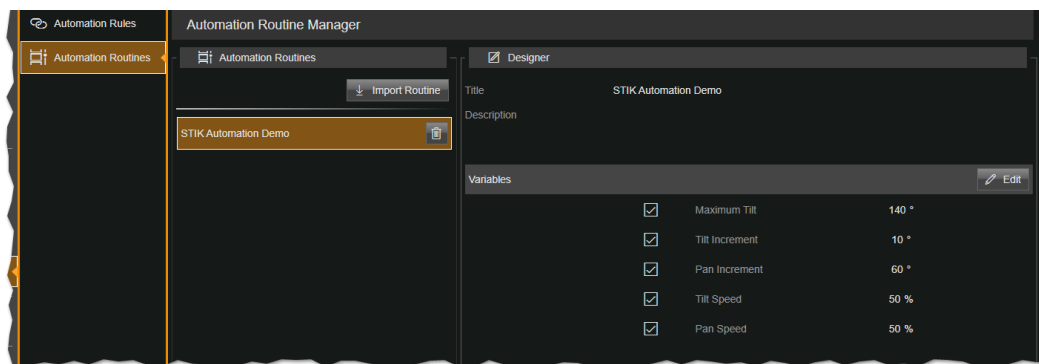 Automation Rules
Automation Routine Manager
Automation Routines
Automation Routines
Designer
Import Routine
Title
STIK Automation Demo
Description
STIK Automation Demo
Variables
Edit
Maximum Tilt 140 °
Tilt Increment 10 °
Pan Increment 60 °
Tilt Speed 50 %
Pan Speed 50 %